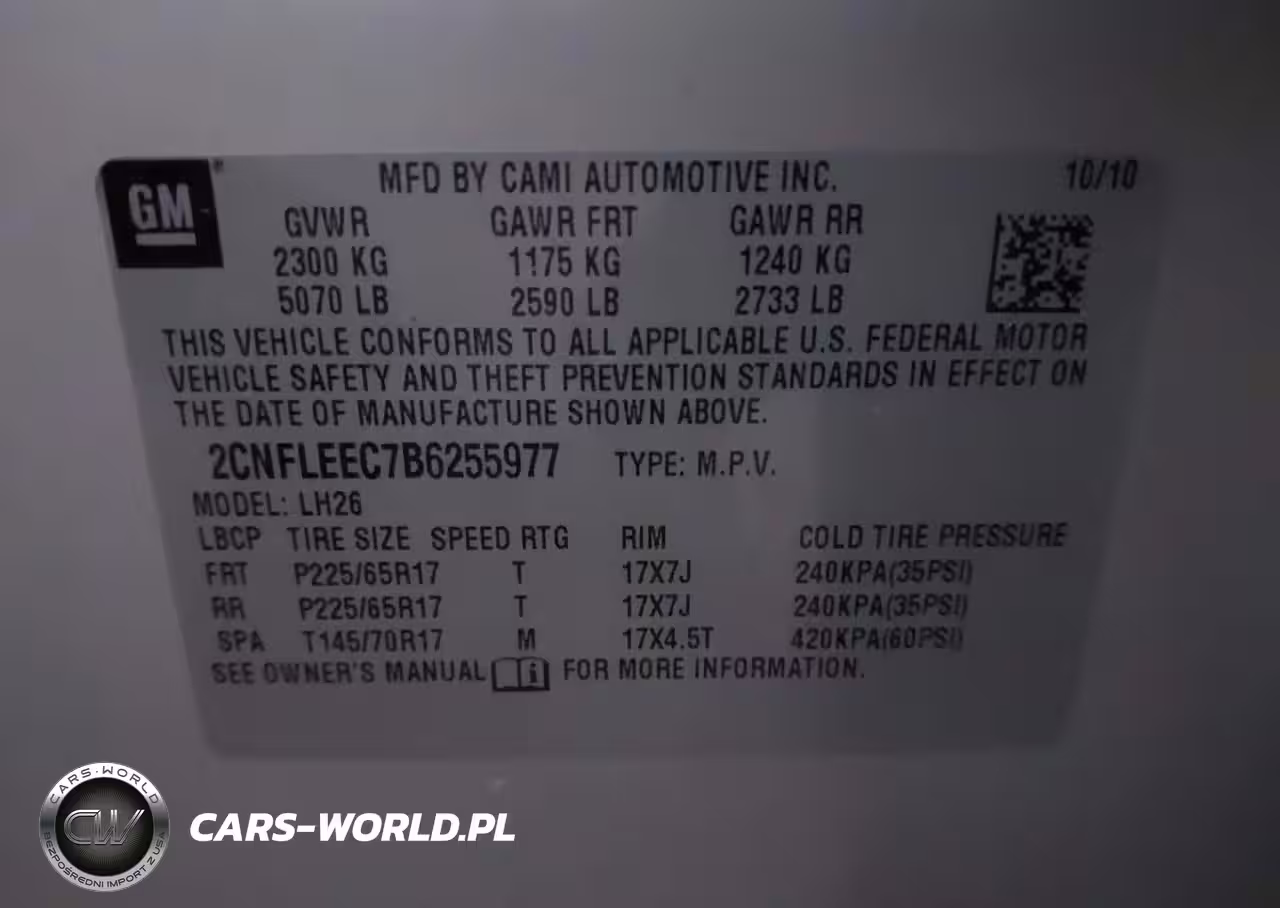 GM
MFD BY CAMI AUTOMOTIVE INC. 10/10
GVWR GAWR FRT GAWR RR
2300 KG 1175 KG 1240 KG
5070 LB 2590 LB 2733 LB
THIS VEHICLE CONFORMS TO ALL APPLICABLE U.S. FEDERAL MOTOR
VEHICLE SAFETY AND THEFT PREVENTION STANDARDS IN EFFECT ON
THE DATE OF MANUFACTURE SHOWN ABOVE.
2CNFLEEC7B6255977 TYPE: M.P.V.
MODEL: LH26
LBCP TIRE SIZE SPEED RTG RIM COLD TIRE PRESSURE
FRT P225/65R17 T 17X7J 240KPA(35PSI)
RR P225/65R17 T 17X7J 240KPA(35PSI)
SPA T145/70R17 M 17X4.5T 420KPA(60PSI)
SEE OWNER'S MANUAL i FOR MORE INFORMATION.
CARS-WORLD
CW
BEZPOŚREDNI IMPORT Z USA
CARS-WORLD.PL